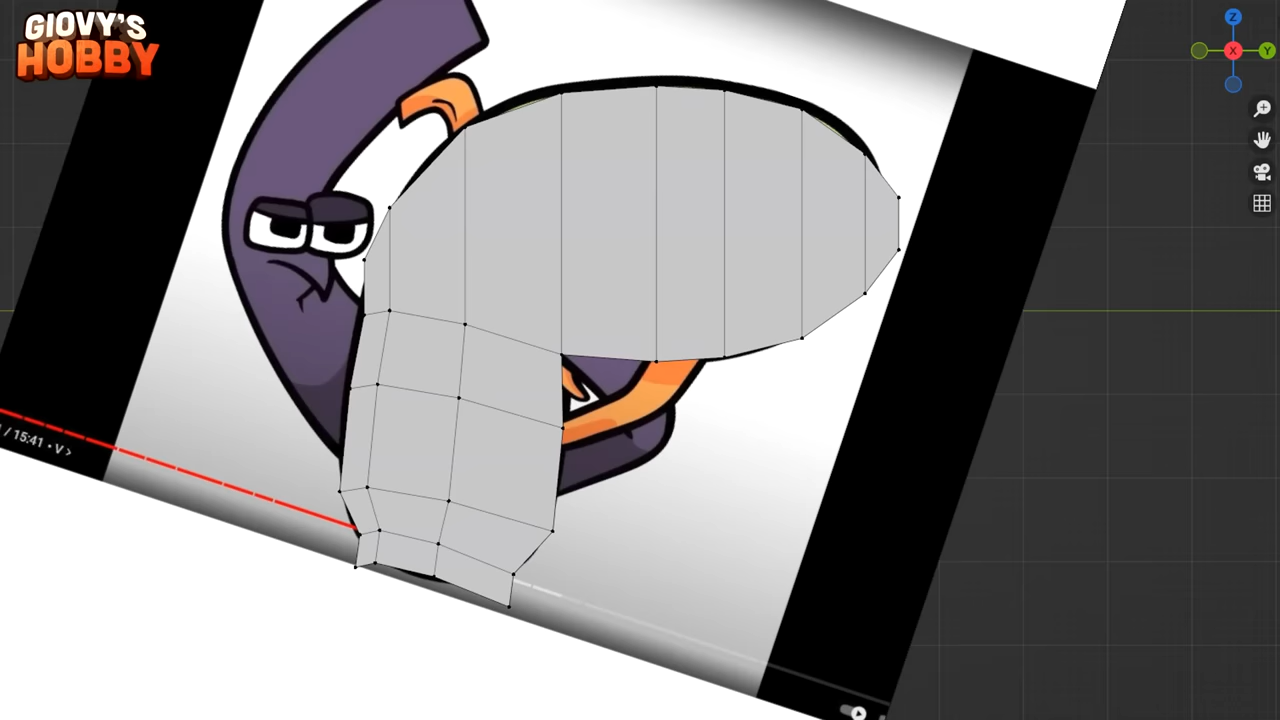 GIOVY'S
HOBBY
Z
X
Y
/ 15:41 • V >